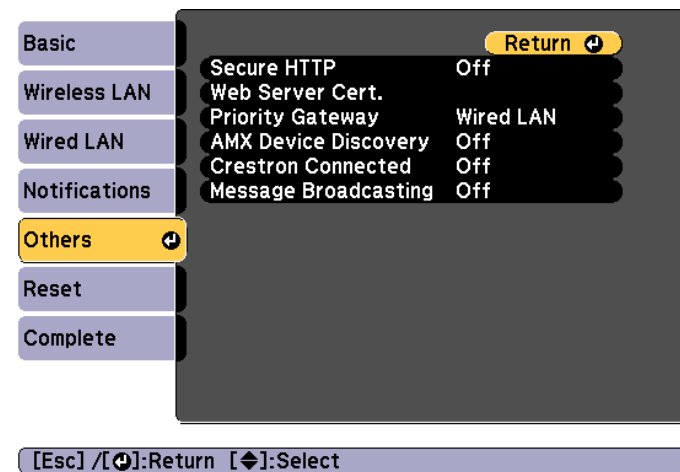 Basic
Wireless LAN
Wired LAN
Notifications
Others
Reset
Complete
Return
Secure HTTP Off
Web Server Cert.
Priority Gateway Wired LAN
AMX Device Discovery Off
Crestron Connected Off
Message Broadcasting Off
[Esc] /[⏎]:Return [◆]:Select